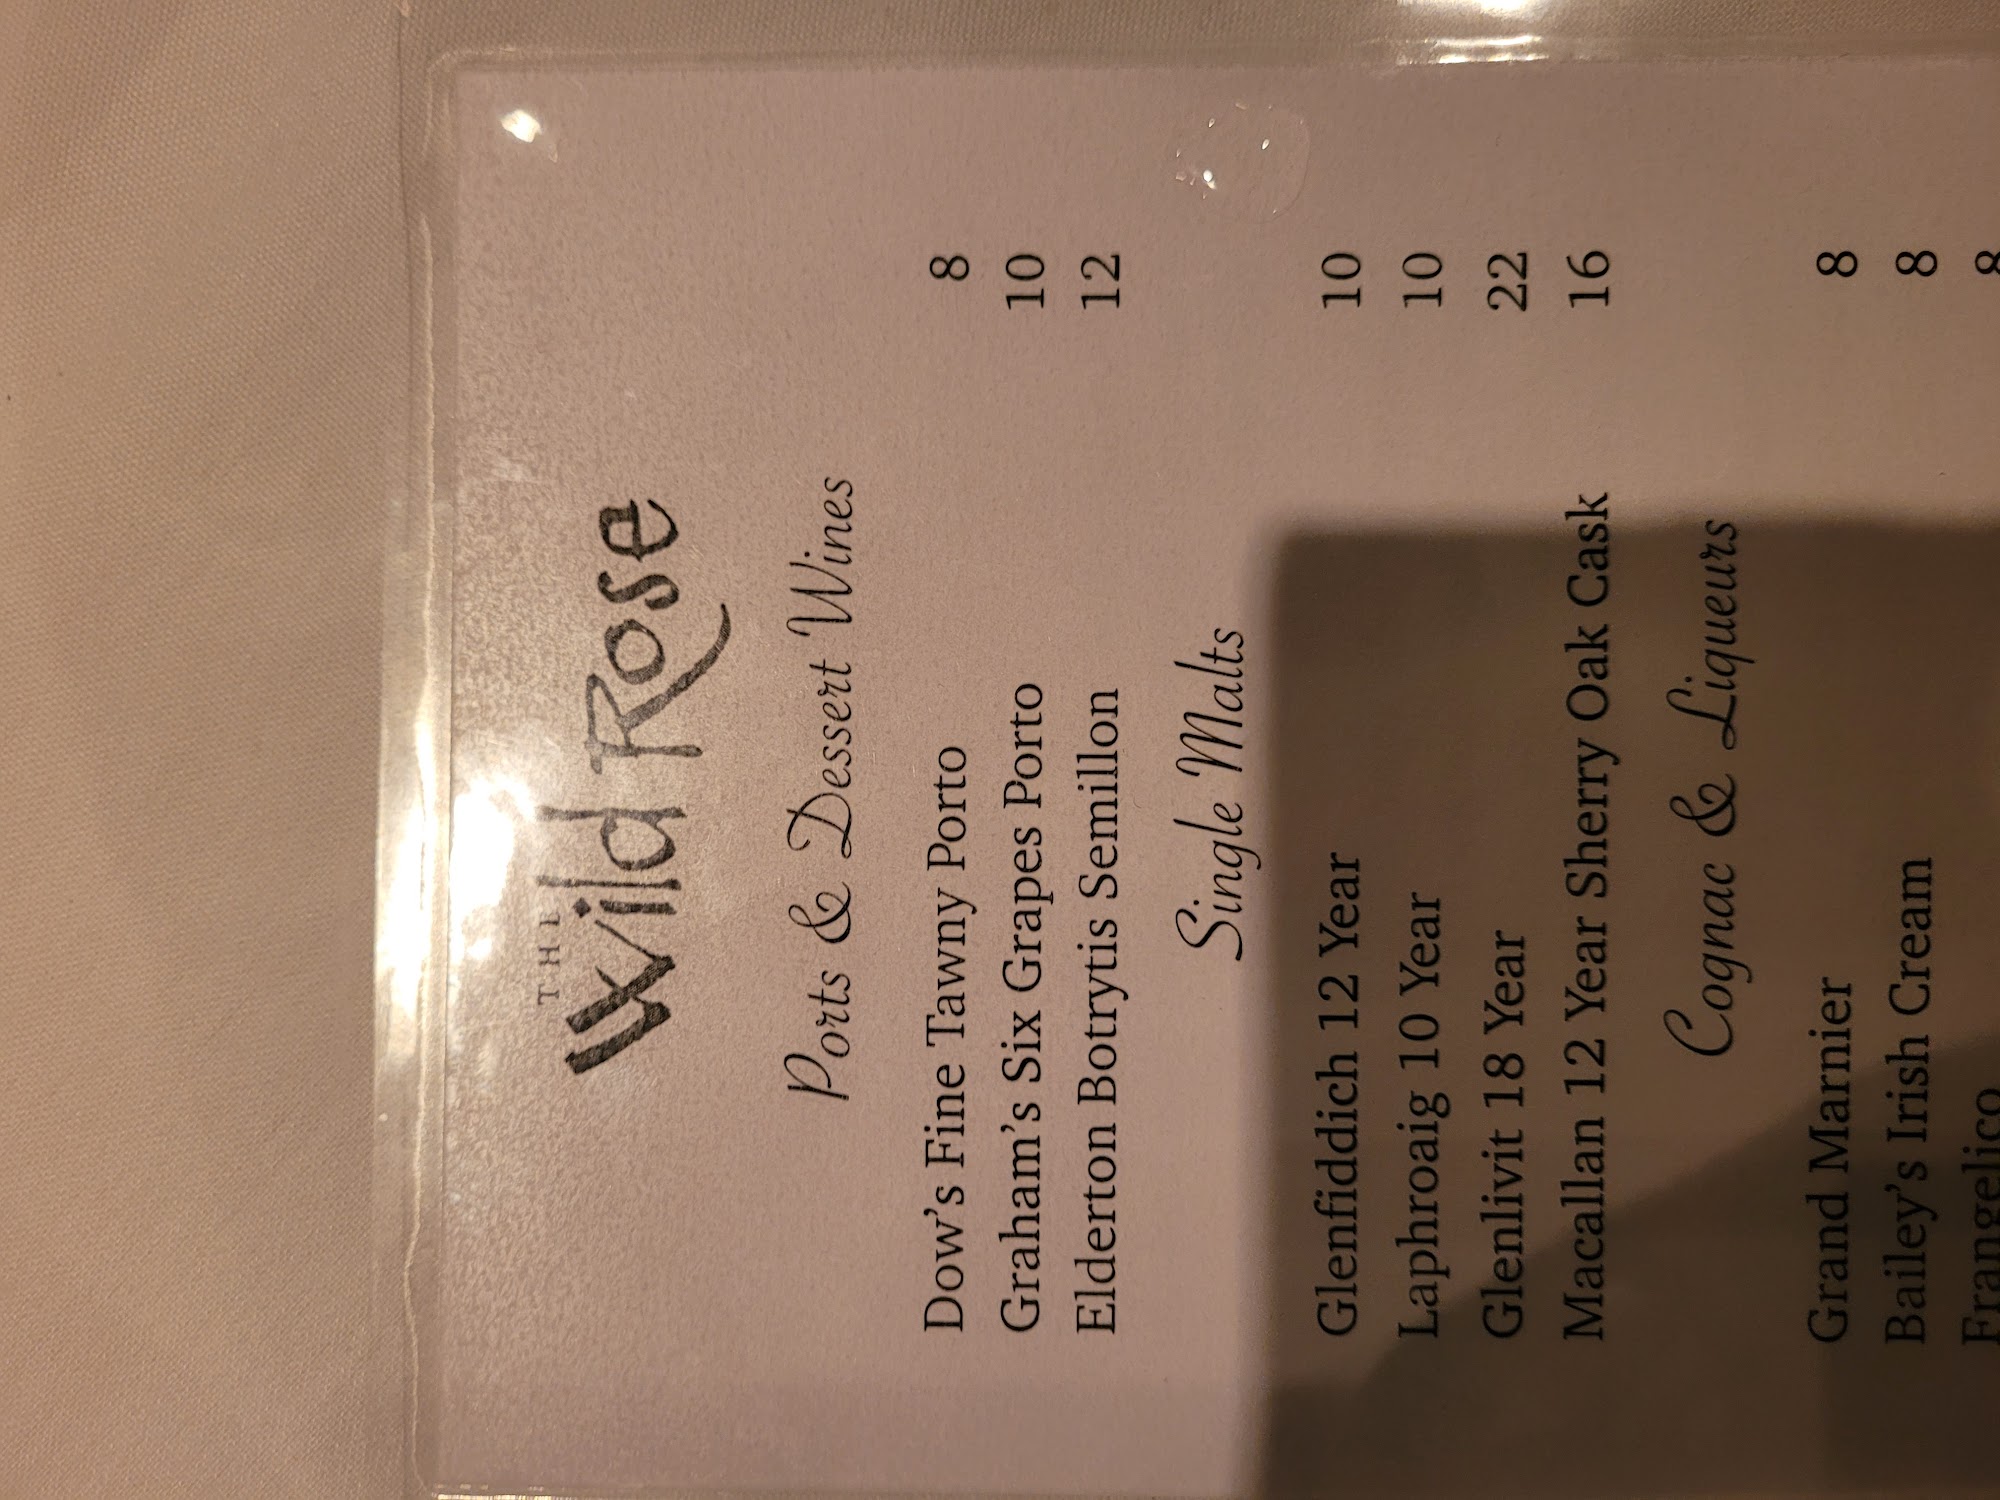 THE
Wild Rose
Ports & Dessert Wines
Dow's Fine Tawny Porto 8
Graham's Six Grapes Porto 10
Elderton Botrytis Semillon 12
Single Malts
Glenfiddich 12 Year 10
Laphroaig 10 Year 10
Glenlivit 18 Year 22
Macallan 12 Year Sherry Oak Cask 16
Cognac & Liqueurs
Grand Marnier 8
Bailey's Irish Cream 8
Frangelico 8